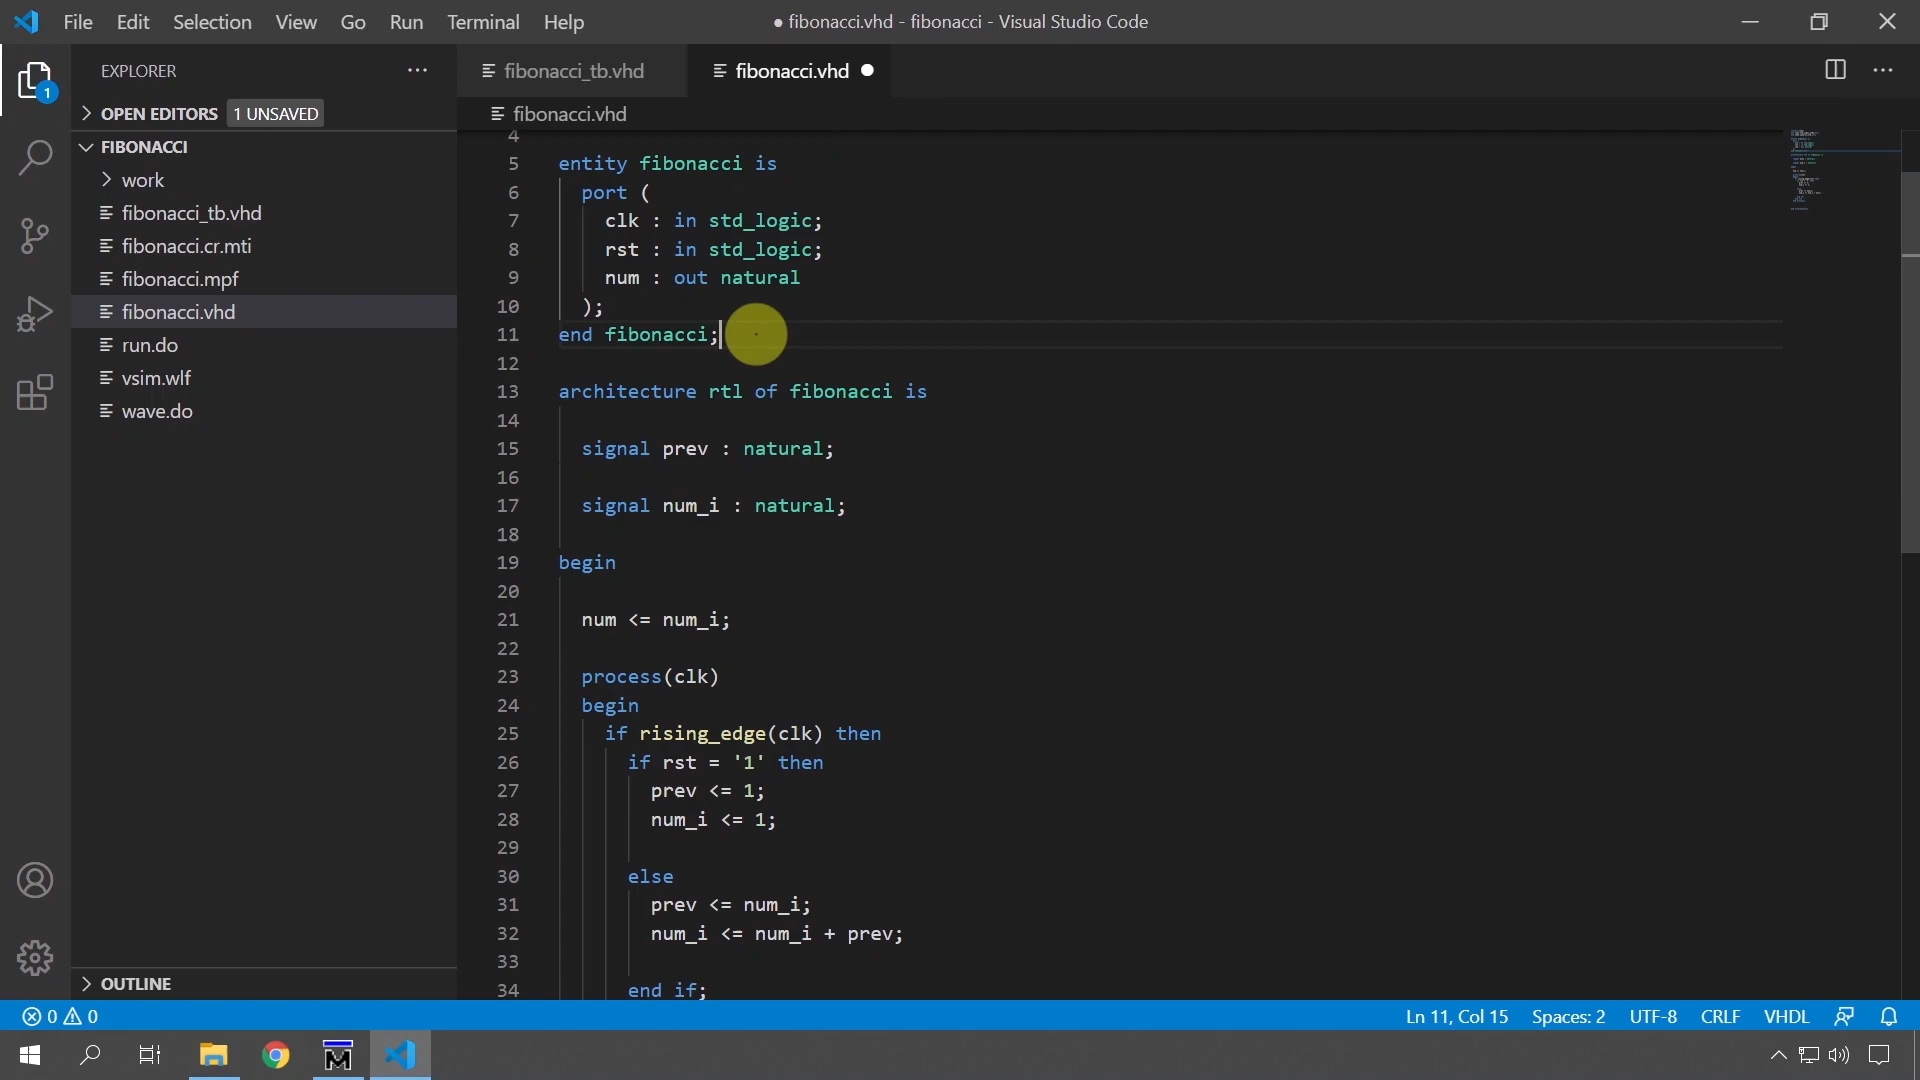 File Edit Selection View Go Run Terminal Help
● fibonacci.vhd - fibonacci - Visual Studio Code
EXPLORER
fibonacci_tb.vhd
fibonacci.vhd
1
OPEN EDITORS 1 UNSAVED
fibonacci.vhd
FIBONACCI
work
fibonacci_tb.vhd
fibonacci.cr.mti
fibonacci.mpf
fibonacci.vhd
run.do
vsim.wlf
wave.do
OUTLINE
4
5 entity fibonacci is
6 port (
7 clk : in std_logic;
8 rst : in std_logic;
9 num : out natural
10 );
11 end fibonacci;
12
13 architecture rtl of fibonacci is
14
15 signal prev : natural;
16
17 signal num_i : natural;
18
19 begin
20
21 num <= num_i;
22
23 process(clk)
24 begin
25 if rising_edge(clk) then
26 if rst = '1' then
27 prev <= 1;
28 num_i <= 1;
29
30 else
31 prev <= num_i;
32 num_i <= num_i + prev;
33
34 end if;
0 0
Ln 11, Col 15 Spaces: 2 UTF-8 CRLF VHDL